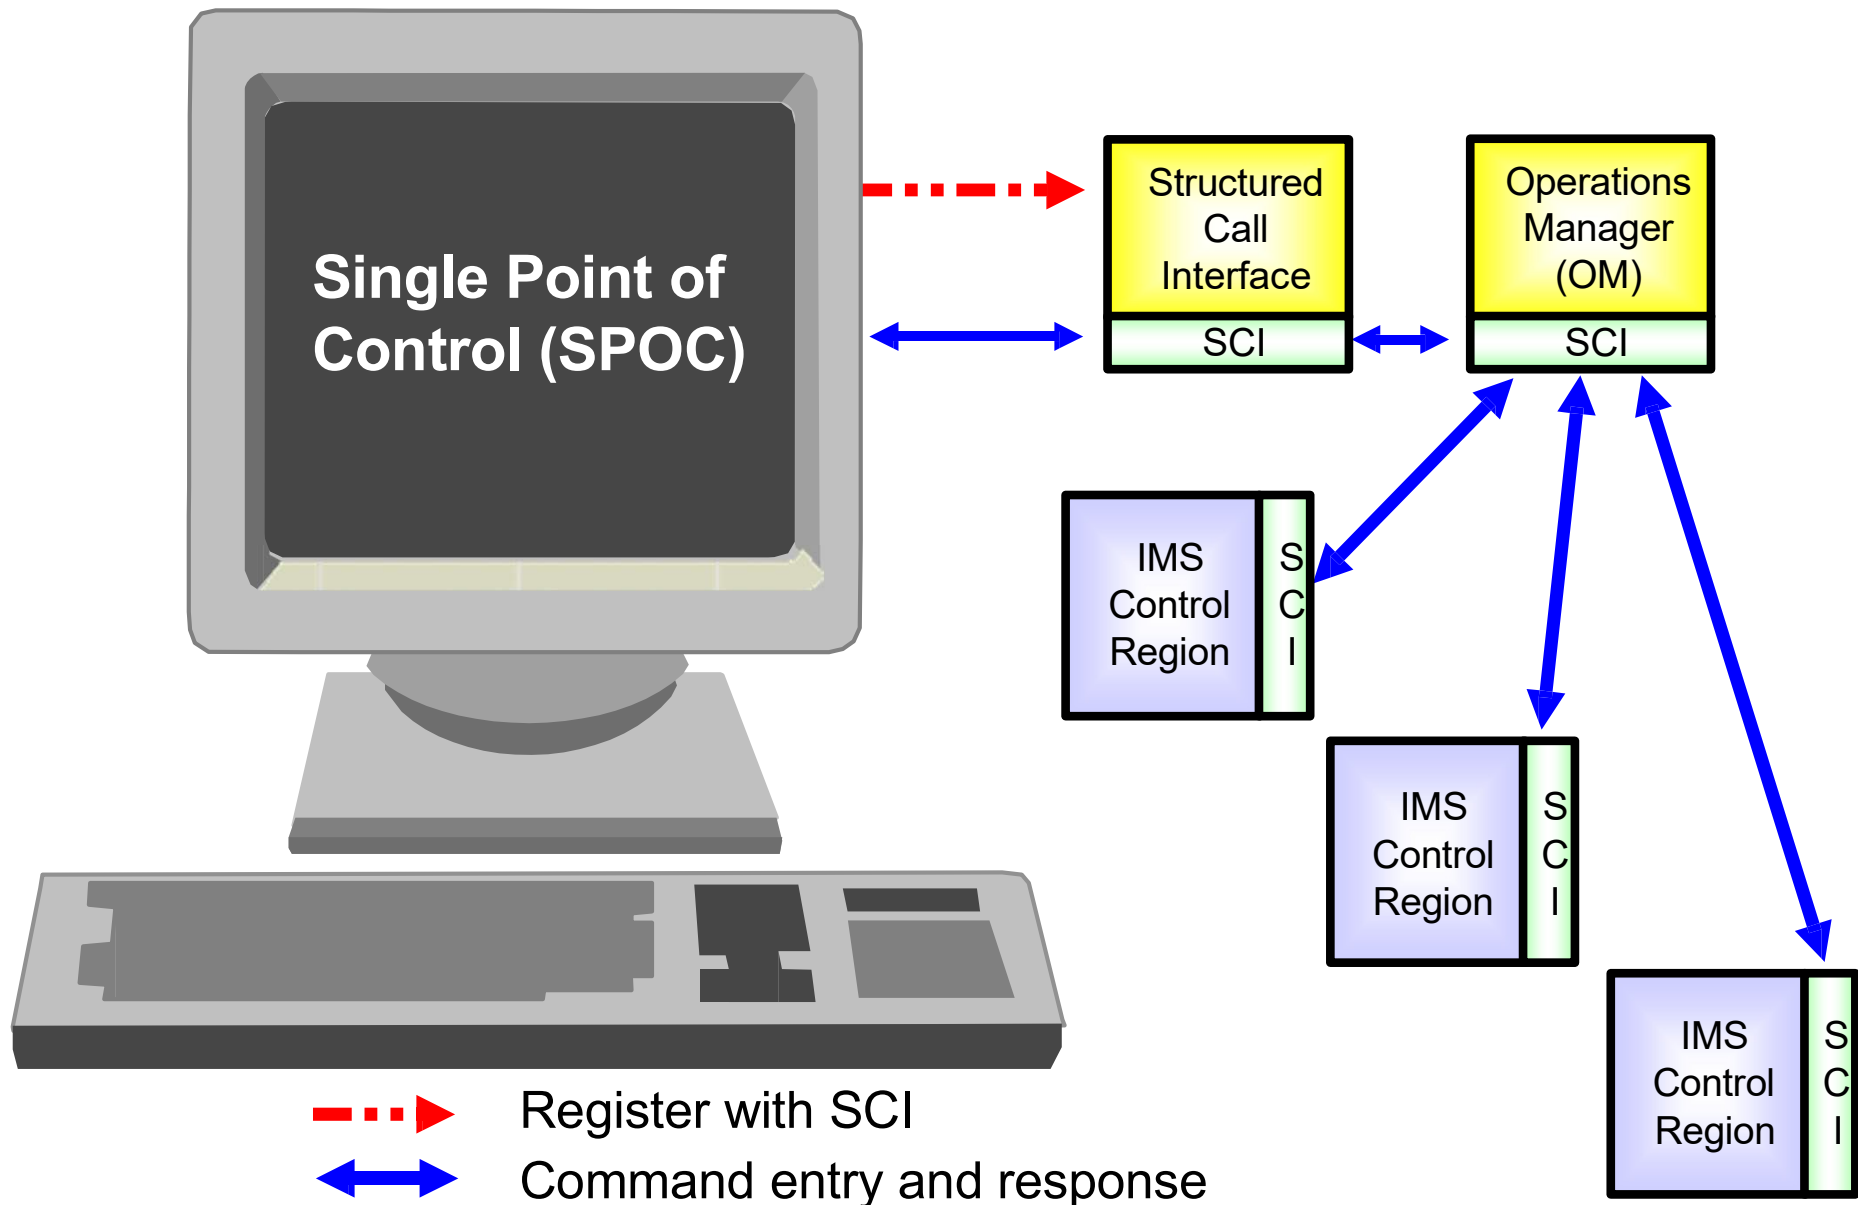 Single Point of
Control (SPOC)
Structured
Call
Interface
SCI
Operations
Manager
(OM)
SCI
IMS
Control
Region
S
C
I
IMS
Control
Region
S
C
I
IMS
Control
Region
S
C
I
Register with SCI
Command entry and response